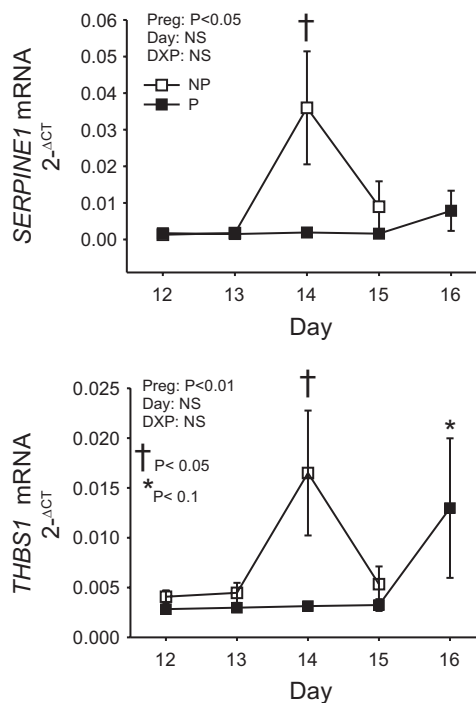 Preg: P<0.05
Day: NS
DXP: NS
†
NP
P
0.06
0.05
0.04
0.03
0.02
0.01
0.00
SERPINE1 mRNA
2-ΔCT
12 13 14 15 16
Day
Preg: P<0.01
Day: NS
DXP: NS
† P< 0.05
* P< 0.1
†
*
0.025
0.020
0.015
0.010
0.005
0.000
THBS1 mRNA
2-ΔCT
12 13 14 15 16
Day